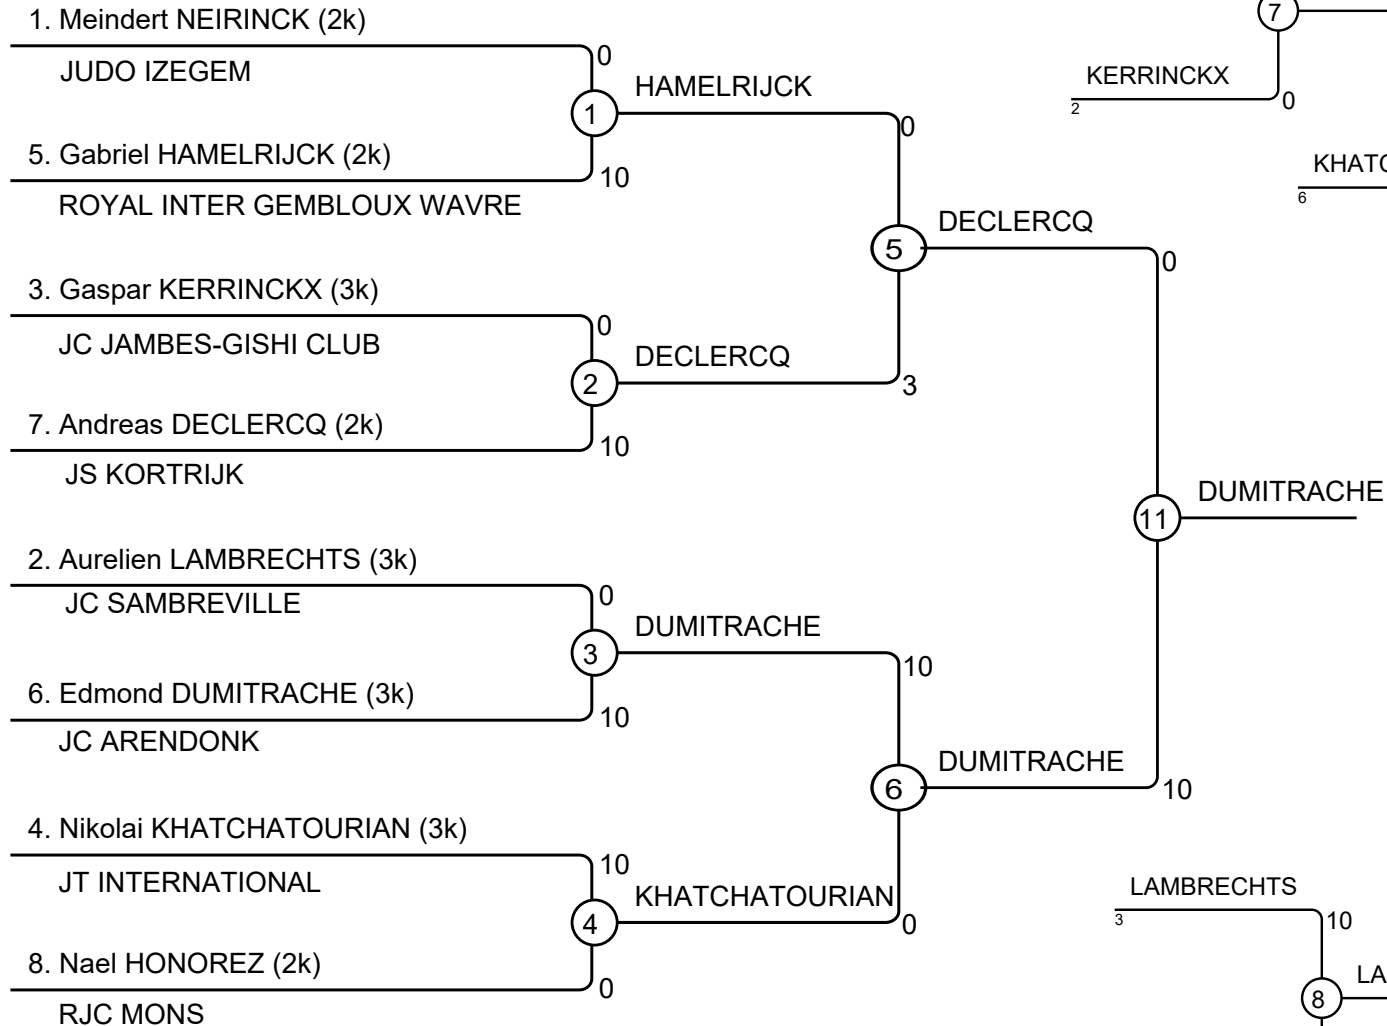 1. Meindert NEIRINCK (2k)
JUDO IZEGEM
0
1
HAMELRIJCK
5. Gabriel HAMELRIJCK (2k)
10
ROYAL INTER GEMBLOUX WAVRE
0
5
DECLERCQ
3. Gaspar KERRINCKX (3k)
0
JC JAMBES-GISHI CLUB
2
DECLERCQ
3
7. Andreas DECLERCQ (2k)
10
JS KORTRIJK
0
11
DUMITRACHE
2. Aurelien LAMBRECHTS (3k)
0
JC SAMBREVILLE
3
DUMITRACHE
10
6. Edmond DUMITRACHE (3k)
10
JC ARENDONK
6
DUMITRACHE
10
4. Nikolai KHATCHATOURIAN (3k)
10
JT INTERNATIONAL
4
KHATCHATOURIAN
0
8. Nael HONOREZ (2k)
0
RJC MONS
7
KERRINCKX
2
0
KHATC
6
LAMBRECHTS
3
10
8
LA